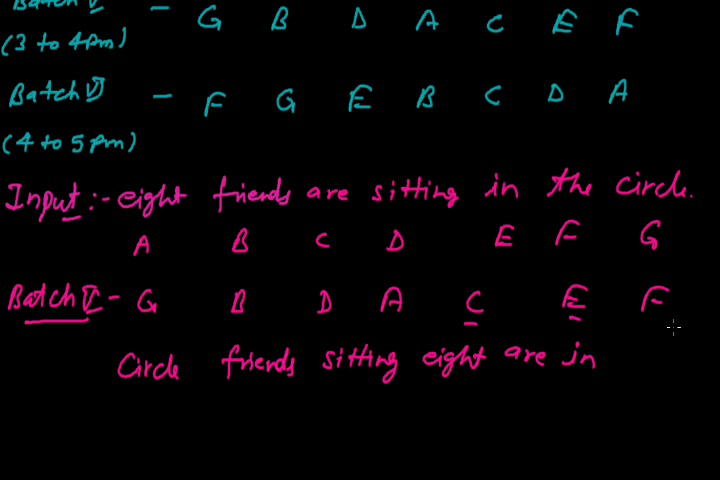 Batch V - G B D A C E F
(3 to 4pm)
Batch VI - F G E B C D A
(4 to 5pm)
Input :- eight friends are sitting in the circle.
A B C D E F G
Batch V - G B D A C E F
Circle friends sitting eight are in